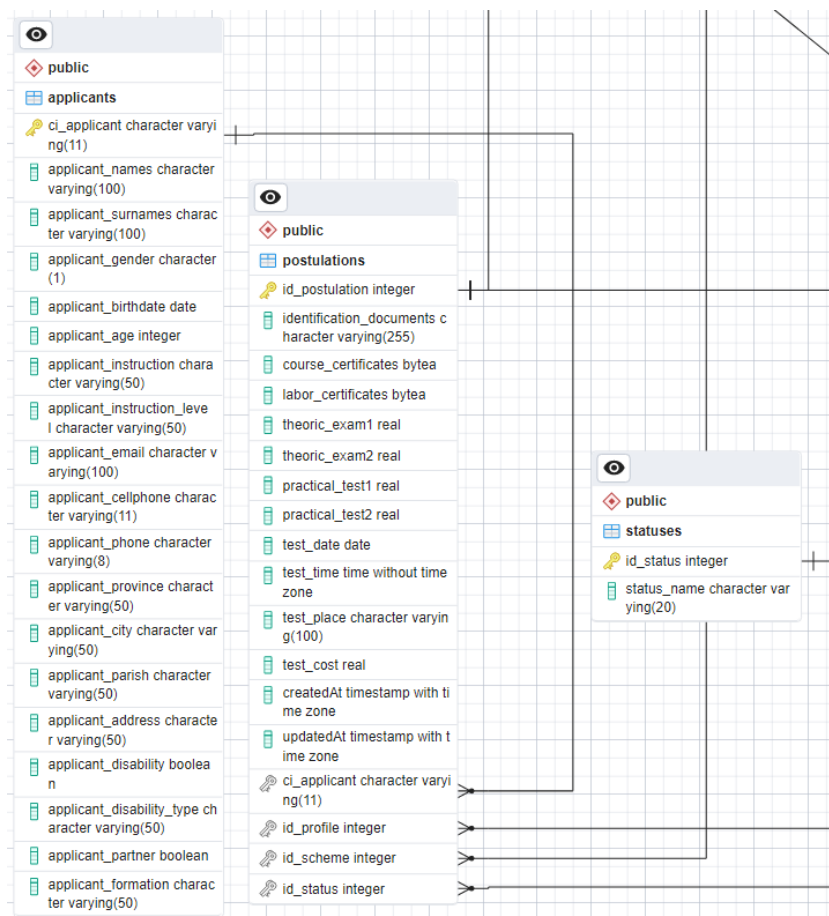 public
applicants
ci_applicant character varyi
ng(11)
applicant_names character
varying(100)
applicant_surnames charac
ter varying(100)
applicant_gender character
(1)
applicant_birthdate date
applicant_age integer
applicant_instruction chara
cter varying(50)
applicant_instruction_leve
l character varying(50)
applicant_email character v
arying(100)
applicant_cellphone charac
ter varying(11)
applicant_phone character
varying(8)
applicant_province charact
er varying(50)
applicant_city character var
ying(50)
applicant_parish character
varying(50)
applicant_address characte
r varying(50)
applicant_disability boolea
n
applicant_disability_type ch
aracter varying(50)
applicant_partner boolean
applicant_formation charac
ter varying(50)
public
postulations
id_postulation integer
identification_documents c
haracter varying(255)
course_certificates bytea
labor_certificates bytea
theoric_exam1 real
theoric_exam2 real
practical_test1 real
practical_test2 real
test_date date
test_time time without time
zone
test_place character varyin
g(100)
test_cost real
createdAt timestamp with ti
me zone
updatedAt timestamp with t
ime zone
ci_applicant character varyi
ng(11)
id_profile integer
id_scheme integer
id_status integer
public
statuses
id_status integer
status_name character var
ying(20)